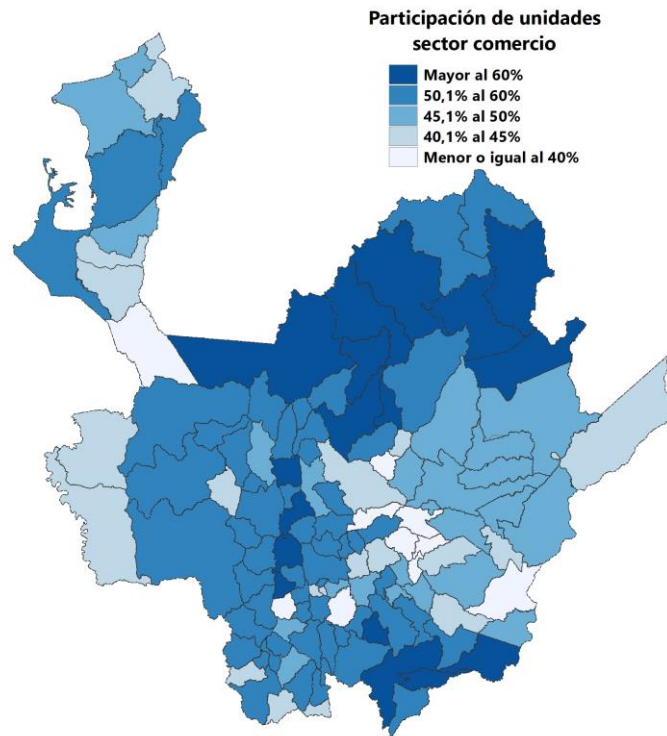 Participación de unidades
sector comercio
Mayor al 60%
50,1% al 60%
45,1% al 50%
40,1% al 45%
Menor o igual al 40%